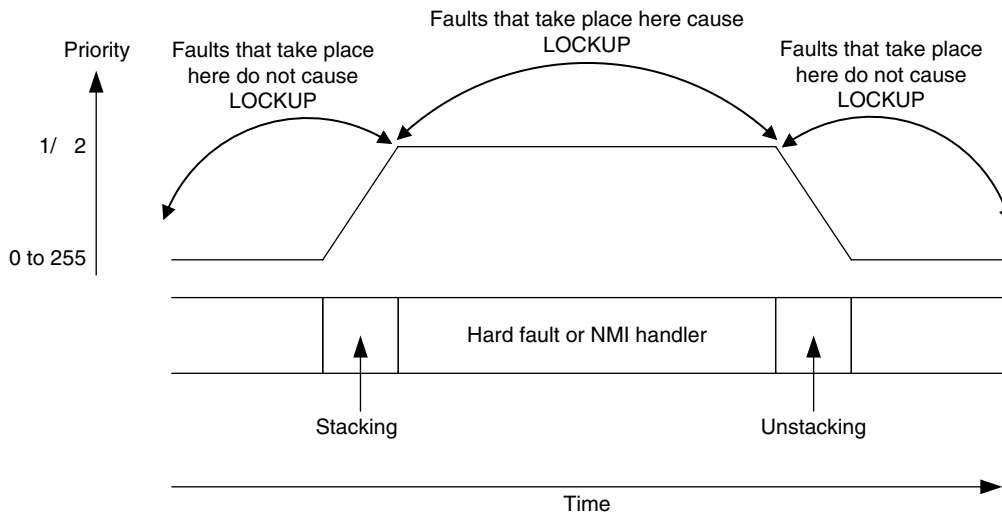 Faults that take place here cause
LOCKUP
Priority
Faults that take place
here do not cause
LOCKUP
Faults that take place
here do not cause
LOCKUP
1/ 2
0 to 255
Hard fault or NMI handler
Stacking
Unstacking
Time